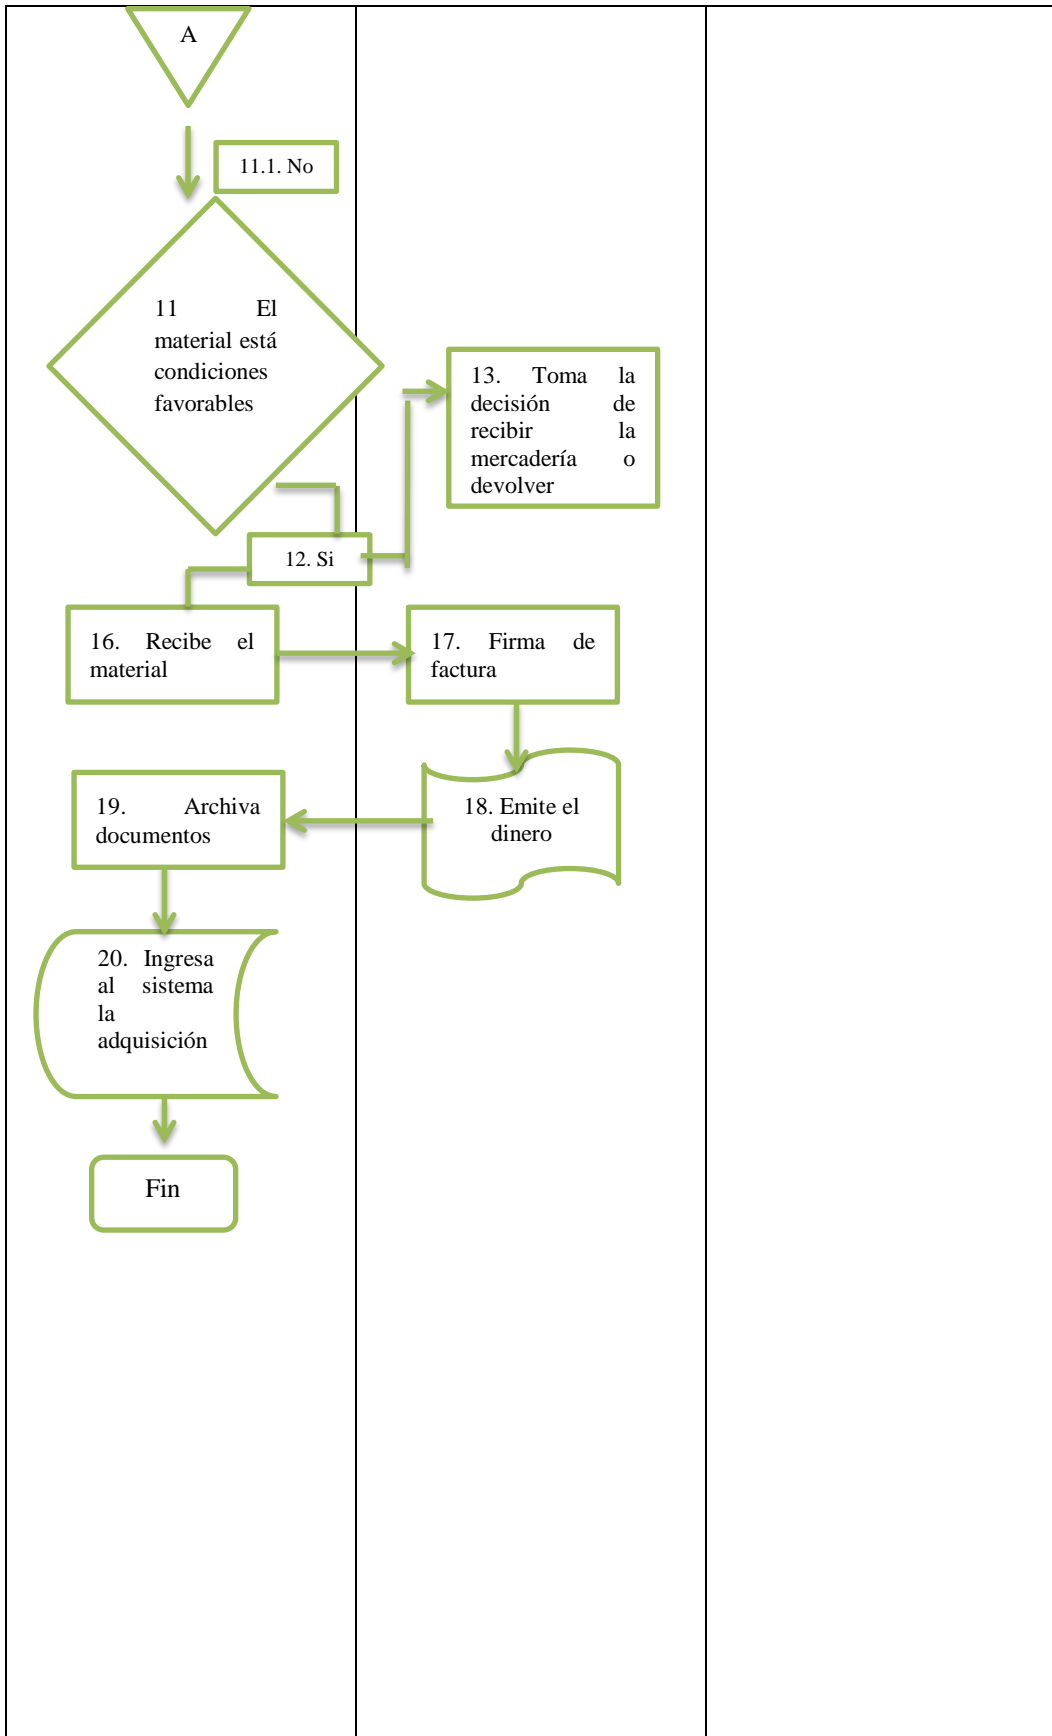 A
11.1. No
11 El
material está
condiciones
favorables
13. Toma la
decisión de
recibir la
mercadería o
devolver
12. Si
16. Recibe el
material
17. Firma de
factura
18. Emite el
dinero
19. Archiva
documentos
20. Ingresa
al sistema
la
adquisición
Fin